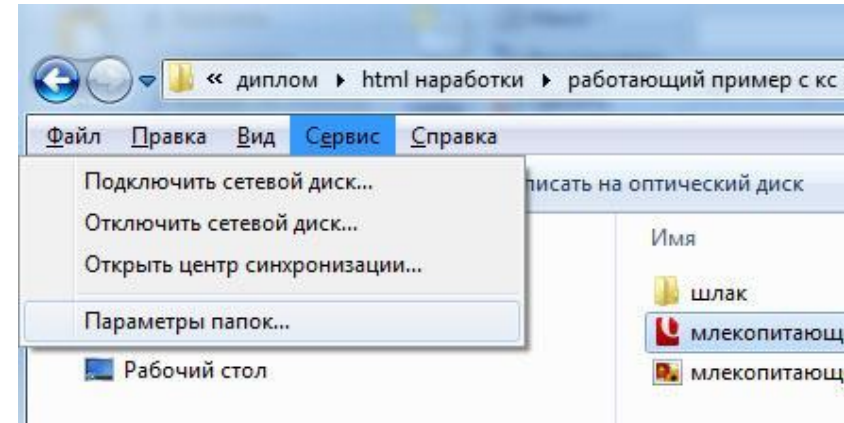 « диплом ▸ html наработки ▸ работающий пример с кс
Файл Правка Вид Сервис Справка
Подключить сетевой диск...
писать на оптический диск
Отключить сетевой диск...
Имя
Открыть центр синхронизации...
шлак
Параметры папок...
млекопитающ
Рабочий стол
млекопитающ